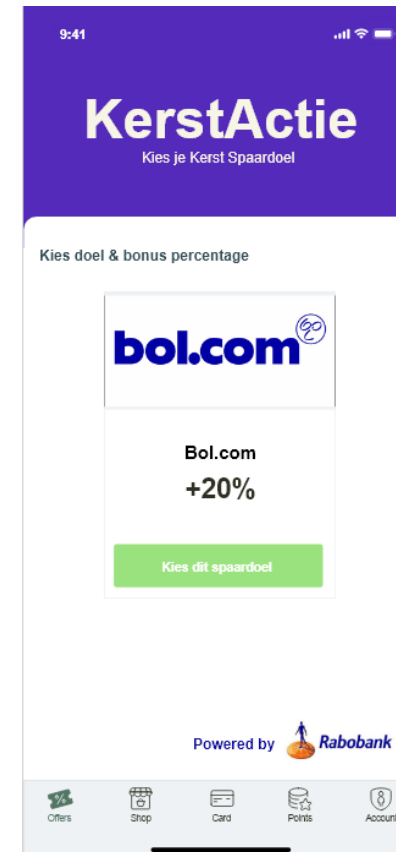 9:41
KerstActie
Kies je Kerst Spaardoel
Kies doel & bonus percentage
bol.com
Bol.com
+20%
Kies dit spaardoel
Powered by Rabobank
Offers Shop Card Points Account